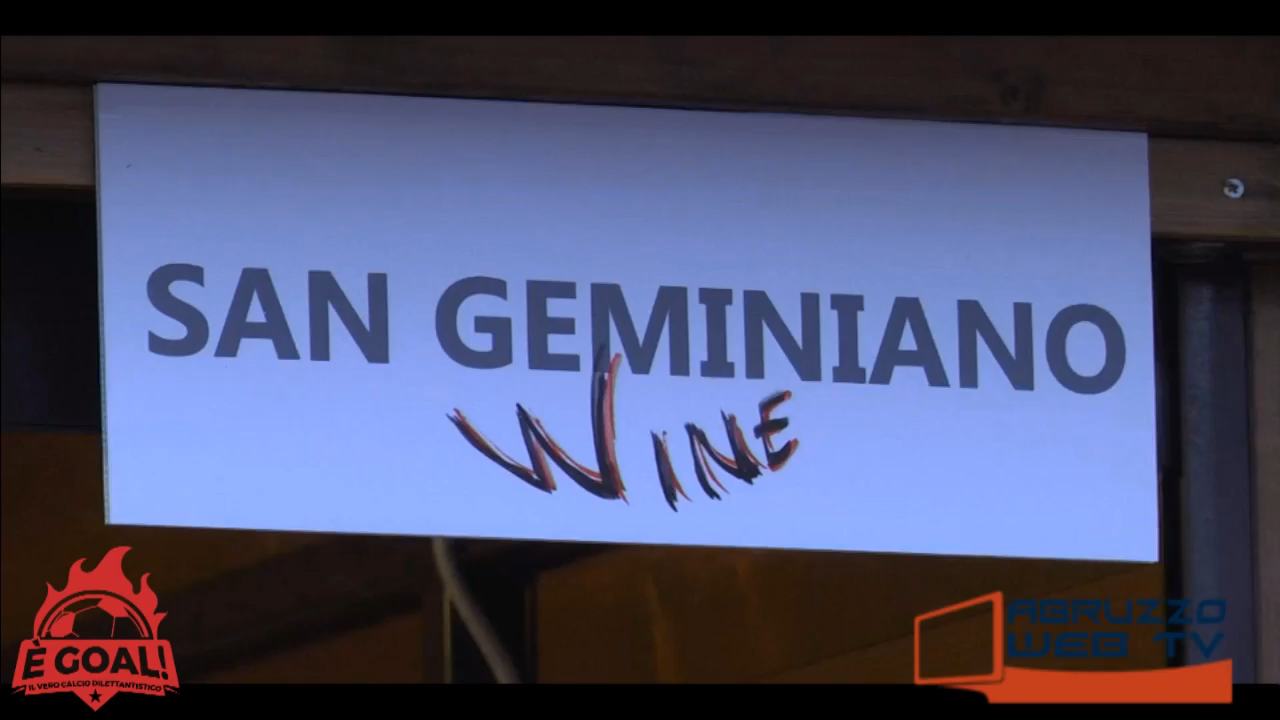 SAN GEMINIANO
WINE
È GOAL!
IL VERO CALCIO DILETTANTISTICO
ABRUZZO
WEB TV